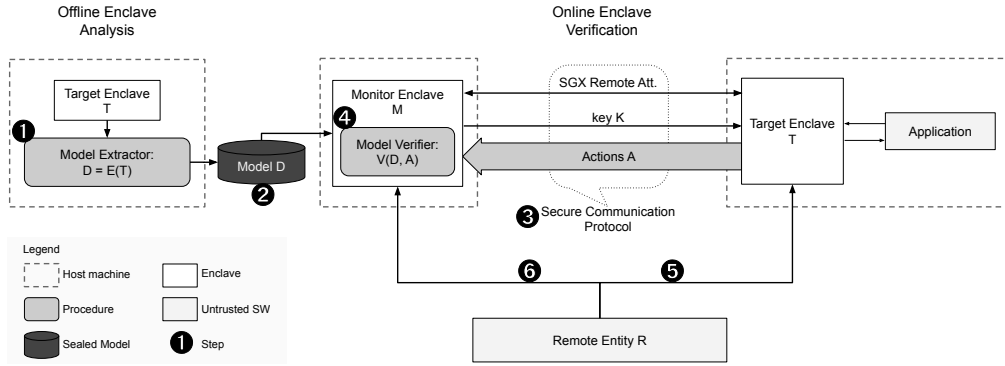 Offline Enclave
Analysis
Online Enclave
Verification
1
Target Enclave
T
Model Extractor:
D = E(T)
Model D
2
Monitor Enclave
M
4
Model Verifier:
V(D, A)
SGX Remote Att.
key K
Actions A
3
Secure Communication
Protocol
Target Enclave
T
Application
6
5
Remote Entity R
Legend
Host machine
Enclave
Procedure
Untrusted SW
Sealed Model
1
Step